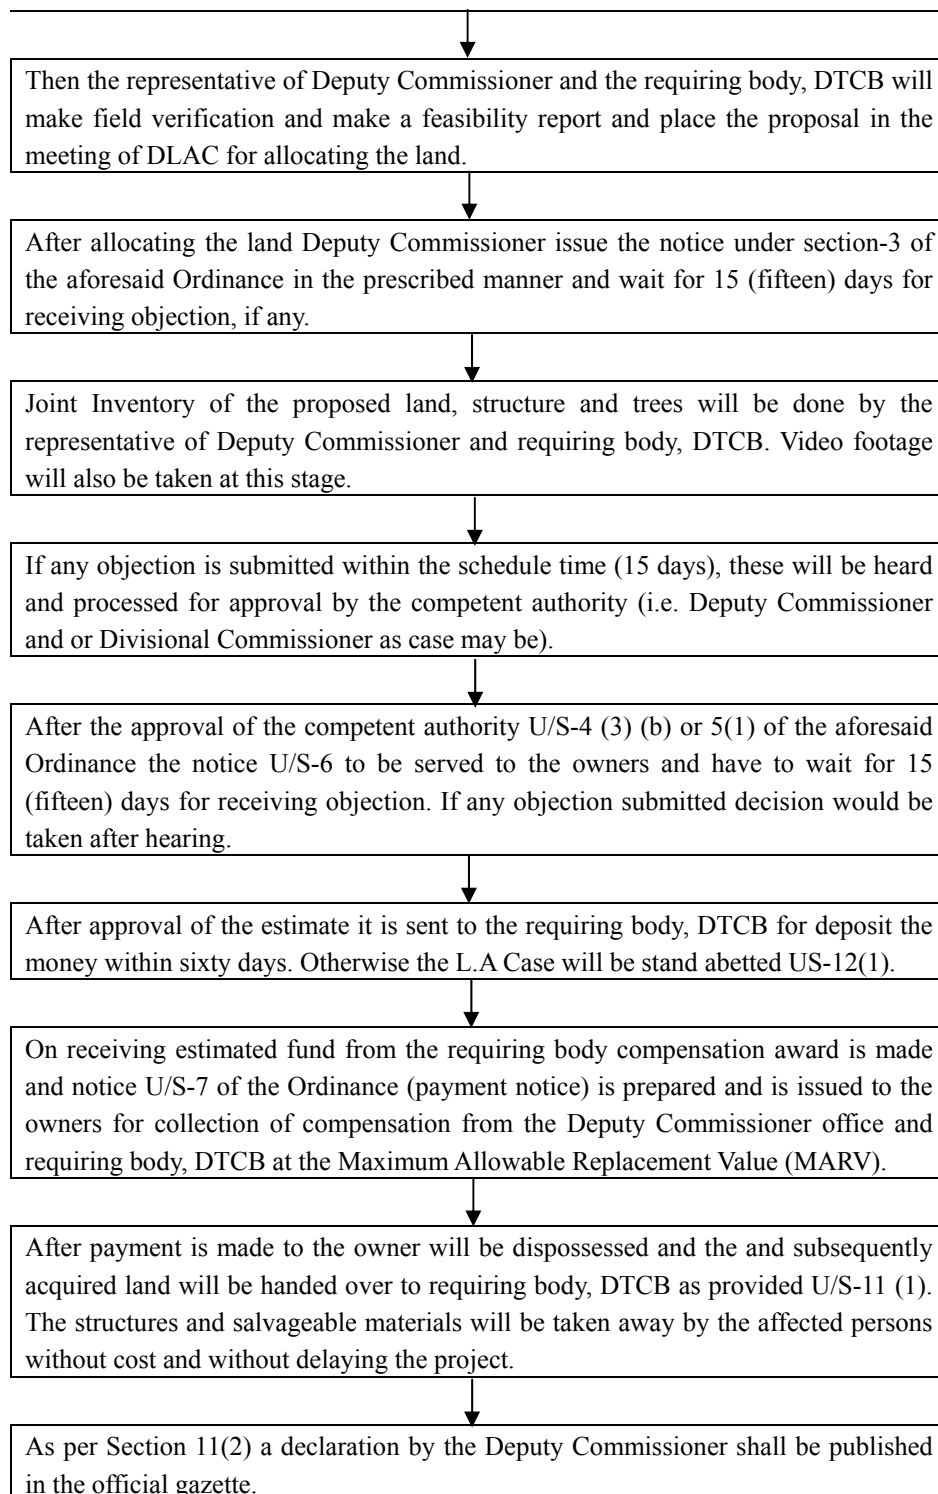 Then the representative of Deputy Commissioner and the requiring body, DTCB will
make field verification and make a feasibility report and place the proposal in the
meeting of DLAC for allocating the land.
After allocating the land Deputy Commissioner issue the notice under section-3 of
the aforesaid Ordinance in the prescribed manner and wait for 15 (fifteen) days for
receiving objection, if any.
Joint Inventory of the proposed land, structure and trees will be done by the
representative of Deputy Commissioner and requiring body, DTCB. Video footage
will also be taken at this stage.
If any objection is submitted within the schedule time (15 days), these will be heard
and processed for approval by the competent authority (i.e. Deputy Commissioner
and or Divisional Commissioner as case may be).
After the approval of the competent authority U/S-4 (3) (b) or 5(1) of the aforesaid
Ordinance the notice U/S-6 to be served to the owners and have to wait for 15
(fifteen) days for receiving objection. If any objection submitted decision would be
taken after hearing.
After approval of the estimate it is sent to the requiring body, DTCB for deposit the
money within sixty days. Otherwise the L.A Case will be stand abetted US-12(1).
On receiving estimated fund from the requiring body compensation award is made
and notice U/S-7 of the Ordinance (payment notice) is prepared and is issued to the
owners for collection of compensation from the Deputy Commissioner office and
requiring body, DTCB at the Maximum Allowable Replacement Value (MARV).
After payment is made to the owner will be dispossessed and the and subsequently
acquired land will be handed over to requiring body, DTCB as provided U/S-11 (1).
The structures and salvageable materials will be taken away by the affected persons
without cost and without delaying the project.
As per Section 11(2) a declaration by the Deputy Commissioner shall be published
in the official gazette.